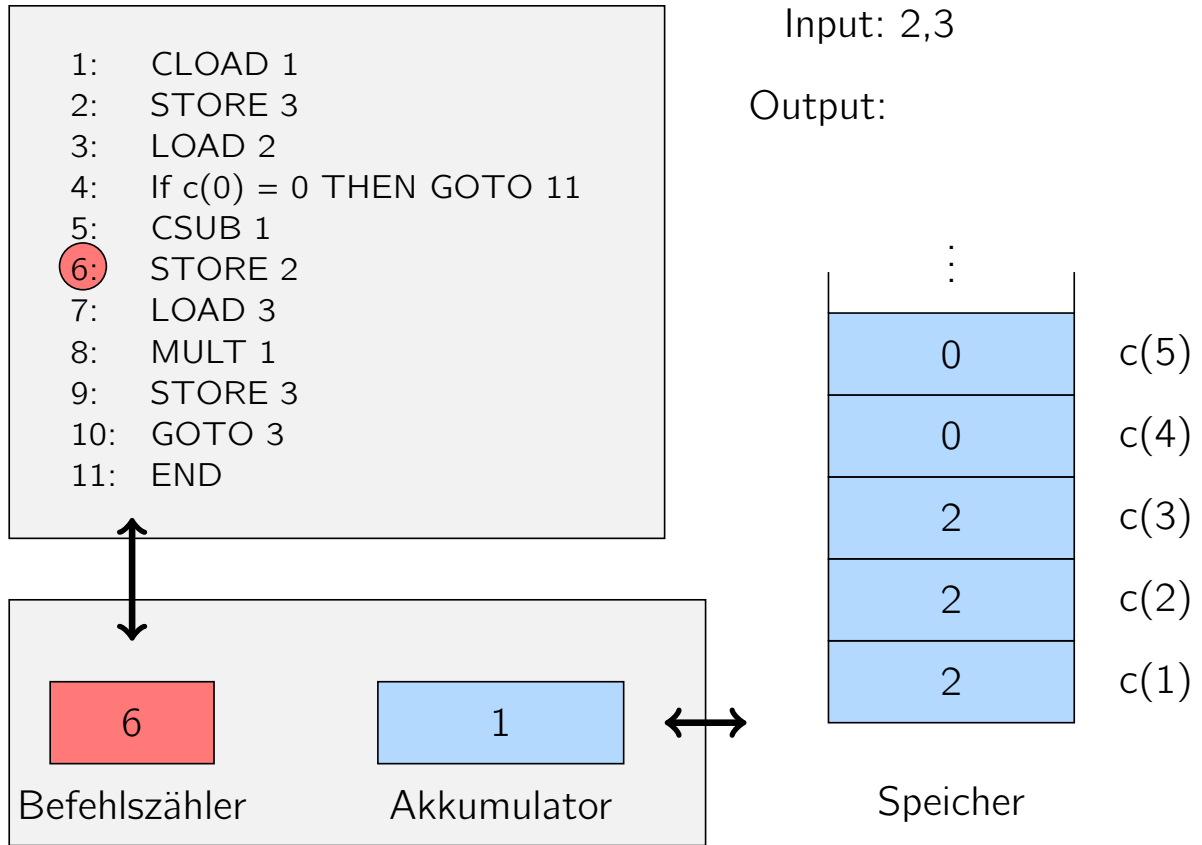 1: CLOAD 1
2: STORE 3
3: LOAD 2
4: If c(0) = 0 THEN GOTO 11
5: CSUB 1
6: STORE 2
7: LOAD 3
8: MULT 1
9: STORE 3
10: GOTO 3
11: END
Input: 2,3
Output:
⋮
0 c(5)
0 c(4)
2 c(3)
2 c(2)
2 c(1)
Speicher
6
Befehlszähler
1
Akkumulator